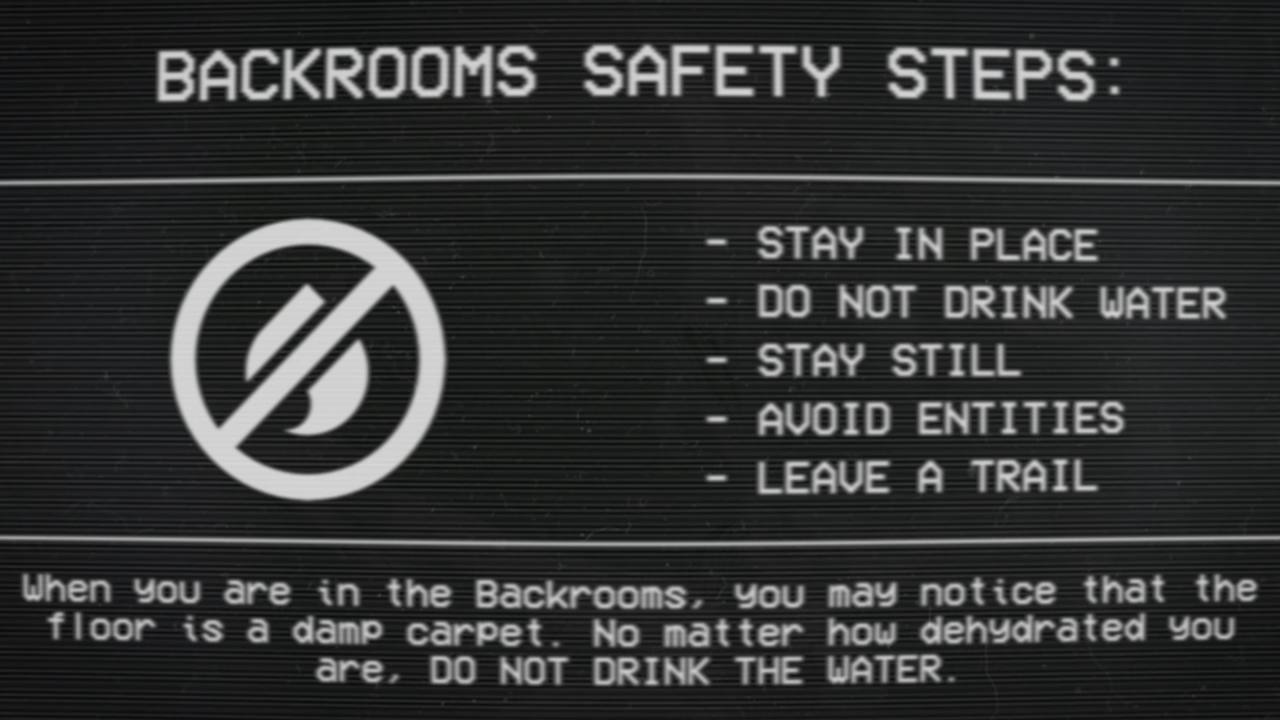 BACKROOMS SAFETY STEPS:
- STAY IN PLACE
- DO NOT DRINK WATER
- STAY STILL
- AVOID ENTITIES
- LEAVE A TRAIL
When you are in the Backrooms, you may notice that the
floor is a damp carpet. No matter how dehydrated you
are, DO NOT DRINK THE WATER.